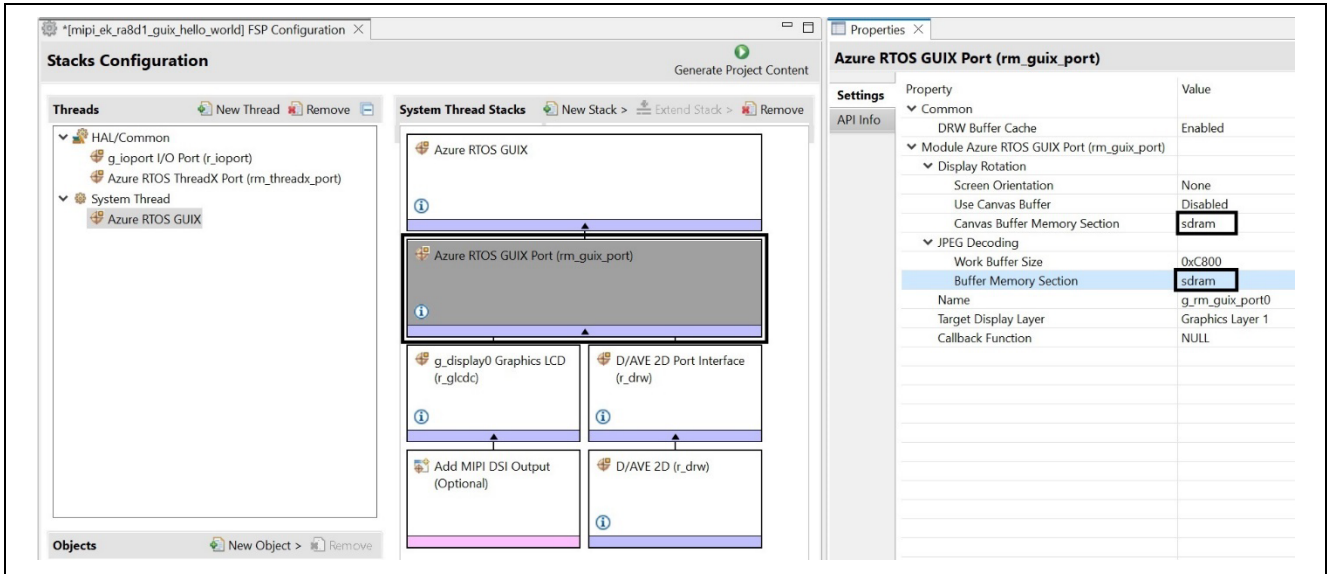 *[mipi_ek_ra8d1_guix_hello_world] FSP Configuration
Stacks Configuration
Generate Project Content
Threads
New Thread
Remove
HAL/Common
g_ioport I/O Port (r_ioport)
Azure RTOS ThreadX Port (rm_threadx_port)
System Thread
Azure RTOS GUIX
Objects
New Object >
Remove
System Thread Stacks
New Stack >
Extend Stack >
Remove
Azure RTOS GUIX
Azure RTOS GUIX Port (rm_guix_port)
g_display0 Graphics LCD
(r_glcdc)
D/AVE 2D Port Interface
(r_drw)
Add MIPI DSI Output
(Optional)
D/AVE 2D (r_drw)
Properties
Azure RTOS GUIX Port (rm_guix_port)
Settings
API Info
Property Value
Common
DRW Buffer Cache Enabled
Module Azure RTOS GUIX Port (rm_guix_port)
Display Rotation
Screen Orientation None
Use Canvas Buffer Disabled
Canvas Buffer Memory Section sdram
JPEG Decoding
Work Buffer Size 0xC800
Buffer Memory Section sdram
Name g_rm_guix_port0
Target Display Layer Graphics Layer 1
Callback Function NULL